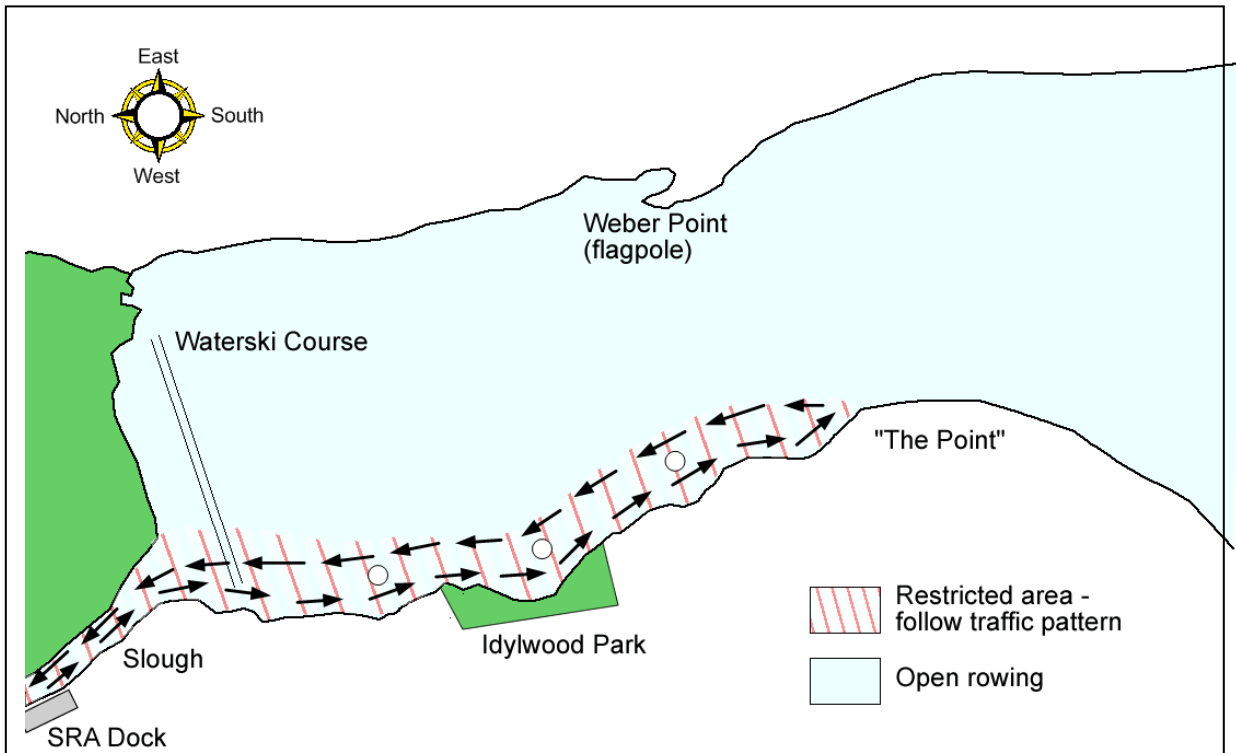 East
North
South
West
Weber Point
(flagpole)
Waterski Course
"The Point"
Restricted area -
follow traffic pattern
Idylwood Park
Slough
Open rowing
SRA Dock